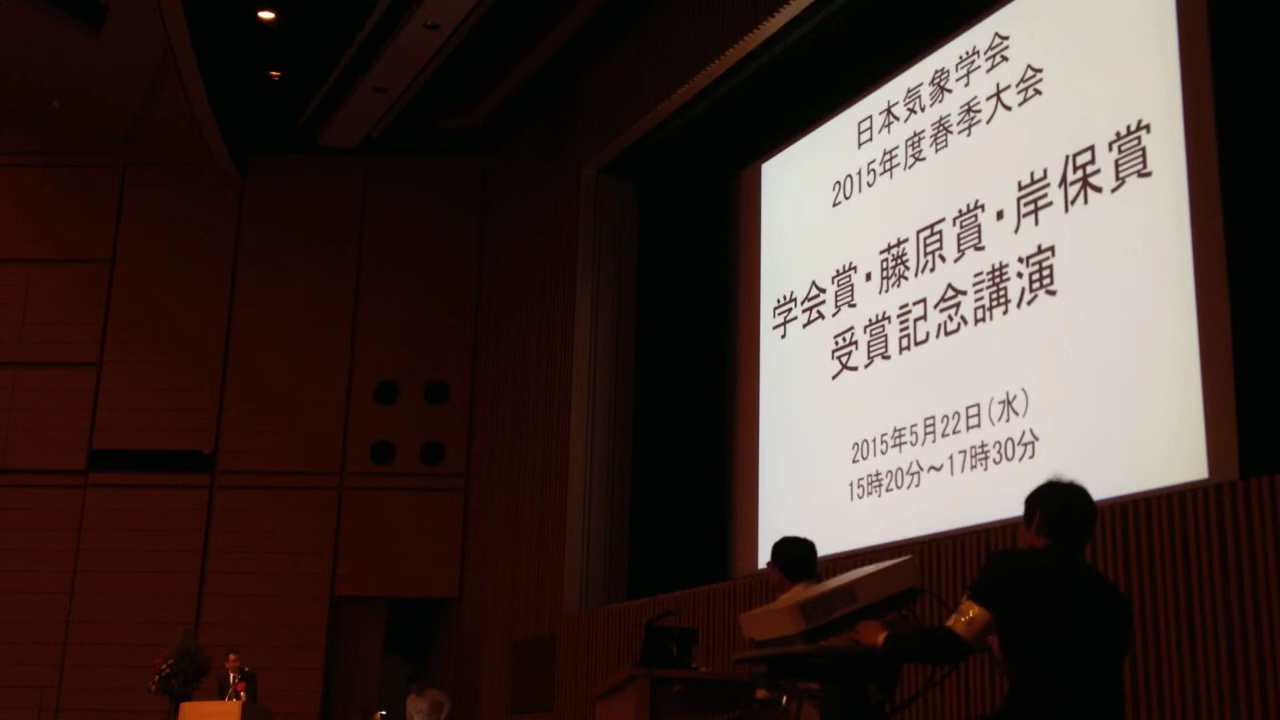 日本気象学会
2015年度春季大会
学会賞・藤原賞・岸保賞
受賞記念講演
2015年5月22日(水)
15時20分~17時30分